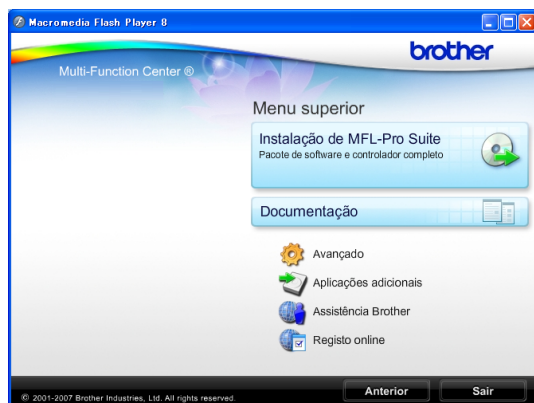 Macromedia Flash Player 8
brother
Multi-Function Center ®
Menu superior
Instalação de MFL-Pro Suite
Pacote de software e controlador completo
Documentação
Avançado
Aplicações adicionais
Assistência Brother
Registo online
Anterior
Sair
© 2001-2007 Brother Industries, Ltd. All rights reserved.